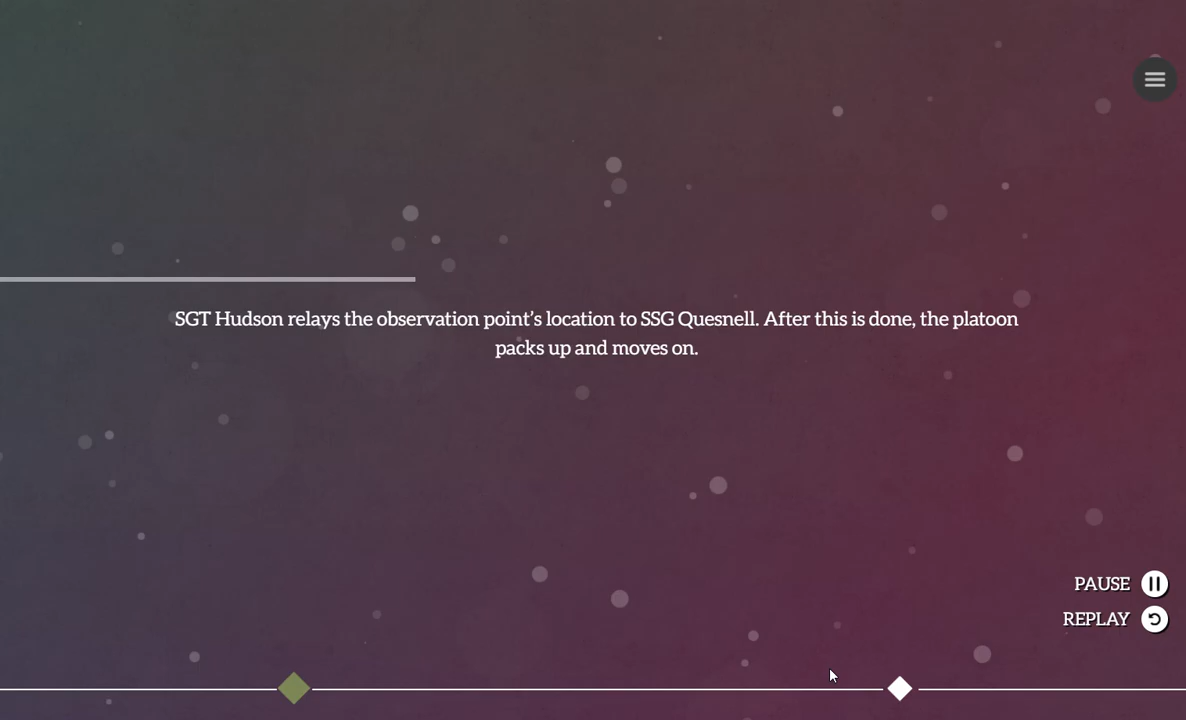 SGT Hudson relays the observation point’s location to SSG Quesnell. After this is done, the platoon
packs up and moves on.
PAUSE
REPLAY